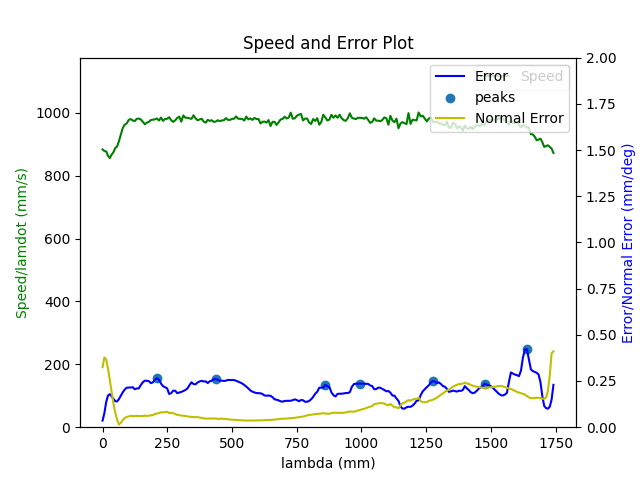 Speed and Error Plot
Speed/lamdot (mm/s)
1000
800
600
400
200
0
Error
Speed
peaks
Normal Error
2.00
1.75
1.50
1.25
1.00
0.75
0.50
0.25
0.00
Error/Normal Error (mm/deg)
0 250 500 750 1000 1250 1500 1750
lambda (mm)